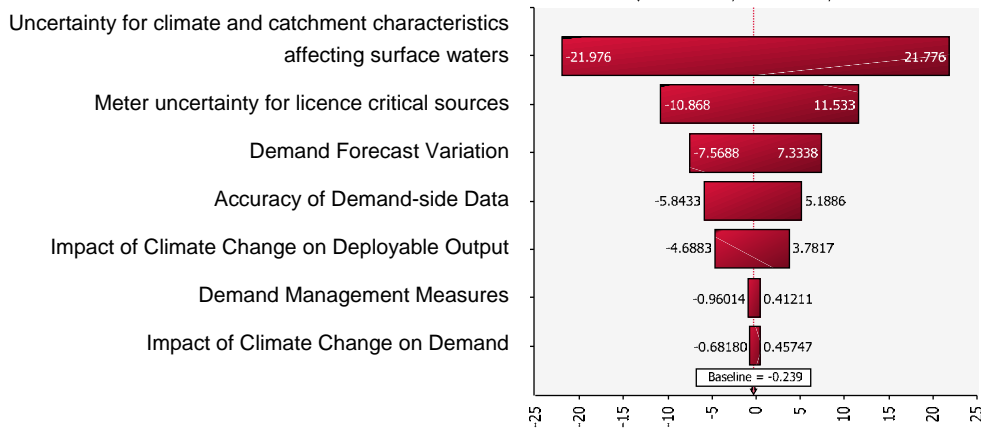 Uncertainty for climate and catchment characteristics
affecting surface waters
-21.976 21.776
Meter uncertainty for licence critical sources
-10.868 11.533
Demand Forecast Variation
-7.5688 7.3338
Accuracy of Demand-side Data
-5.8433 5.1886
Impact of Climate Change on Deployable Output
-4.6883 3.7817
Demand Management Measures
-0.96014 0.41211
Impact of Climate Change on Demand
-0.68180 0.45747
Baseline = -0.239
-25 -20 -15 -10 -5 0 5 10 15 20 25